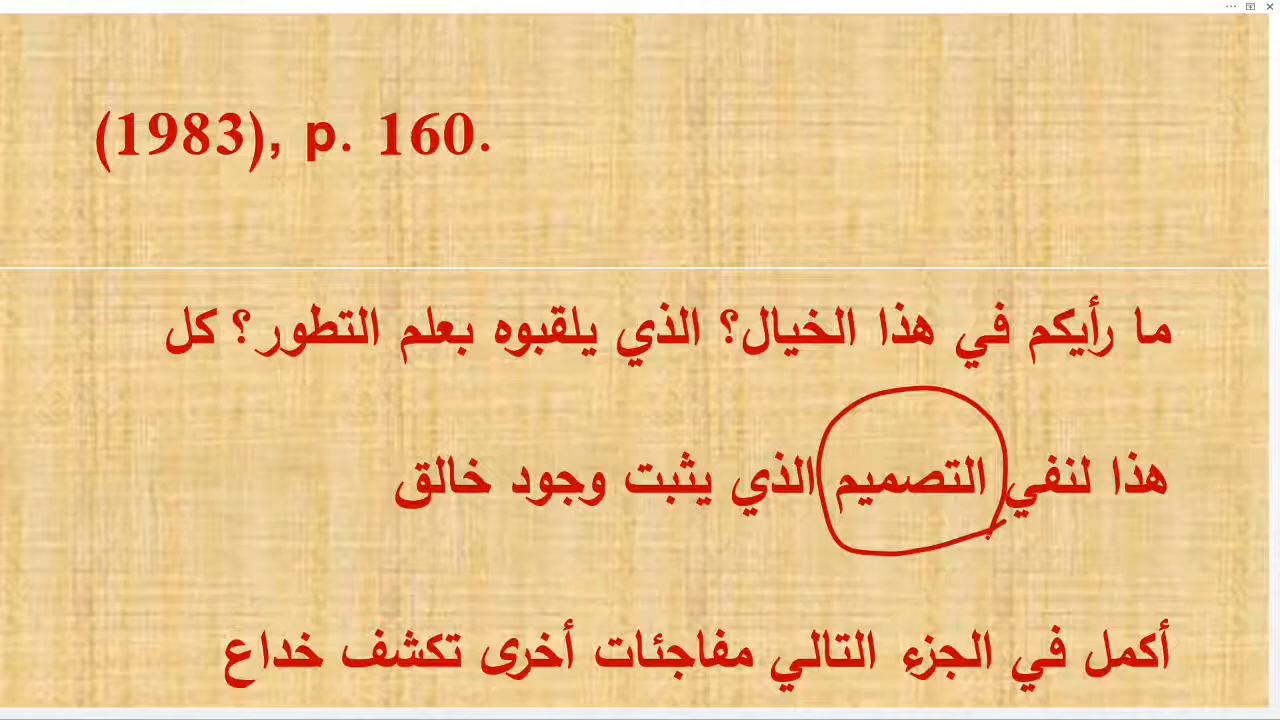 (1983), p. 160.
ما رأيكم في هذا الخيال؟ الذي يلقبوه بعلم التطور؟ كل
هذا لنفي التصميم الذي يثبت وجود خالق
أكمل في الجزء التالي مفاجئات أخرى تكشف خداع